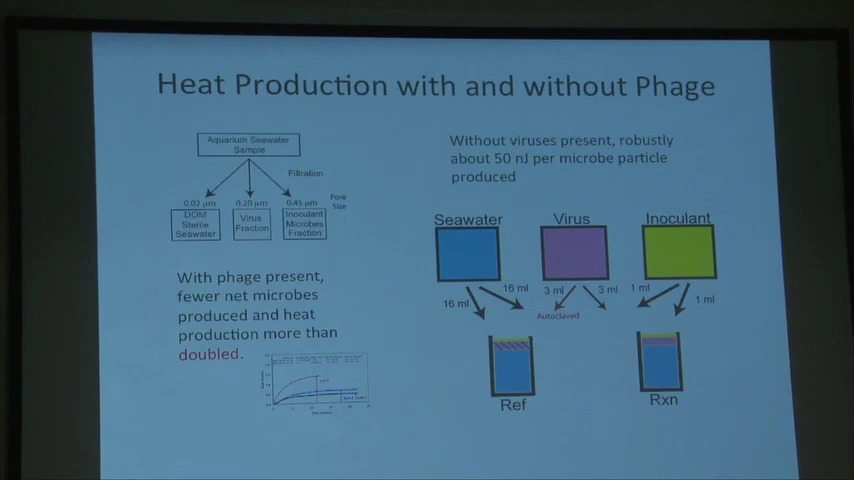 Heat Production with and without Phage
Aquarium Seawater
Sample
Filtration
0.02 µm
0.20 µm
0.45 µm
Pore
Size
DOM
Sterile
Seawater
Virus
Fraction
Inoculant
Microbes
Fraction
With phage present,
fewer net microbes
produced and heat
production more than
doubled.
Without viruses present, robustly
about 50 nJ per microbe particle
produced
Seawater
Virus
Inoculant
16 ml
16 ml
3 ml
3 ml
1 ml
1 ml
Autoclaved
Ref
Rxn